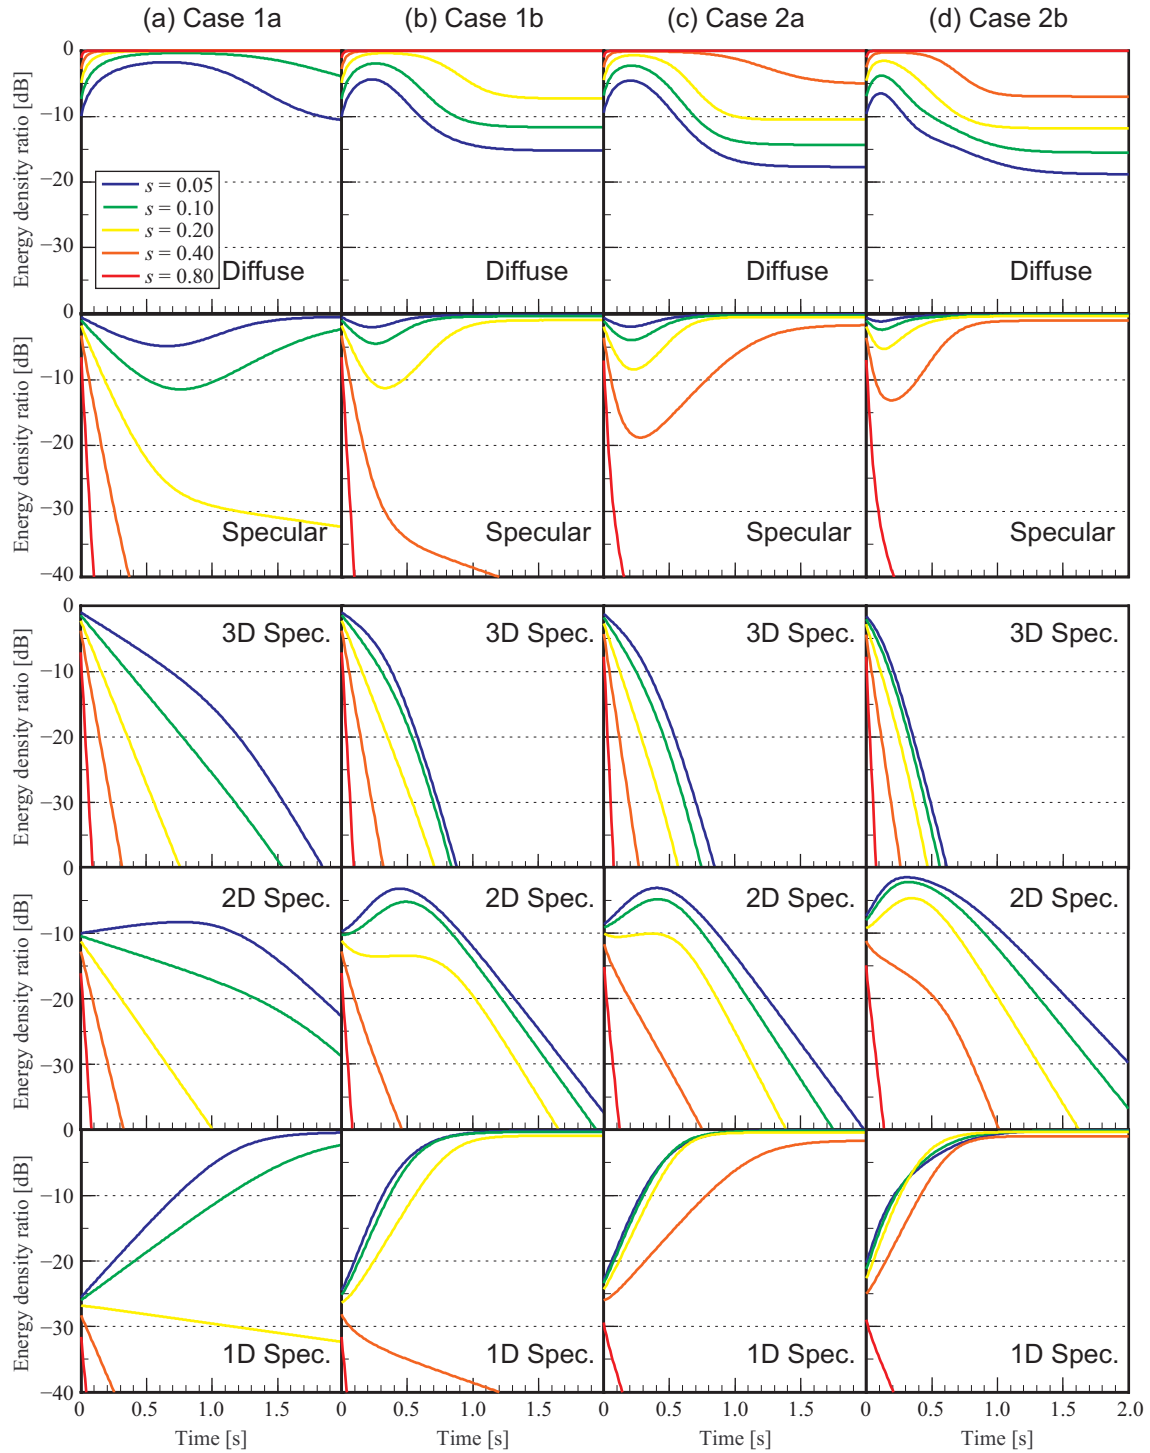 (a) Case 1a (b) Case 1b (c) Case 2a (d) Case 2b
0
−10
−20
−30
0
Energy density ratio [dB]
s = 0.05
s = 0.10
s = 0.20
s = 0.40
s = 0.80
Diffuse Diffuse Diffuse Diffuse
−10
−20
−30
−40
Energy density ratio [dB]
Specular Specular Specular Specular
0
−10
−20
−30
0
Energy density ratio [dB]
3D Spec. 3D Spec. 3D Spec. 3D Spec.
−10
−20
−30
0
Energy density ratio [dB]
2D Spec. 2D Spec. 2D Spec. 2D Spec.
−10
−20
−30
−40
Energy density ratio [dB]
1D Spec. 1D Spec. 1D Spec. 1D Spec.
0 0.5 1.0 1.5 0 0.5 1.0 1.5 0 0.5 1.0 1.5 0 0.5 1.0 1.5 2.0
Time [s] Time [s] Time [s] Time [s]